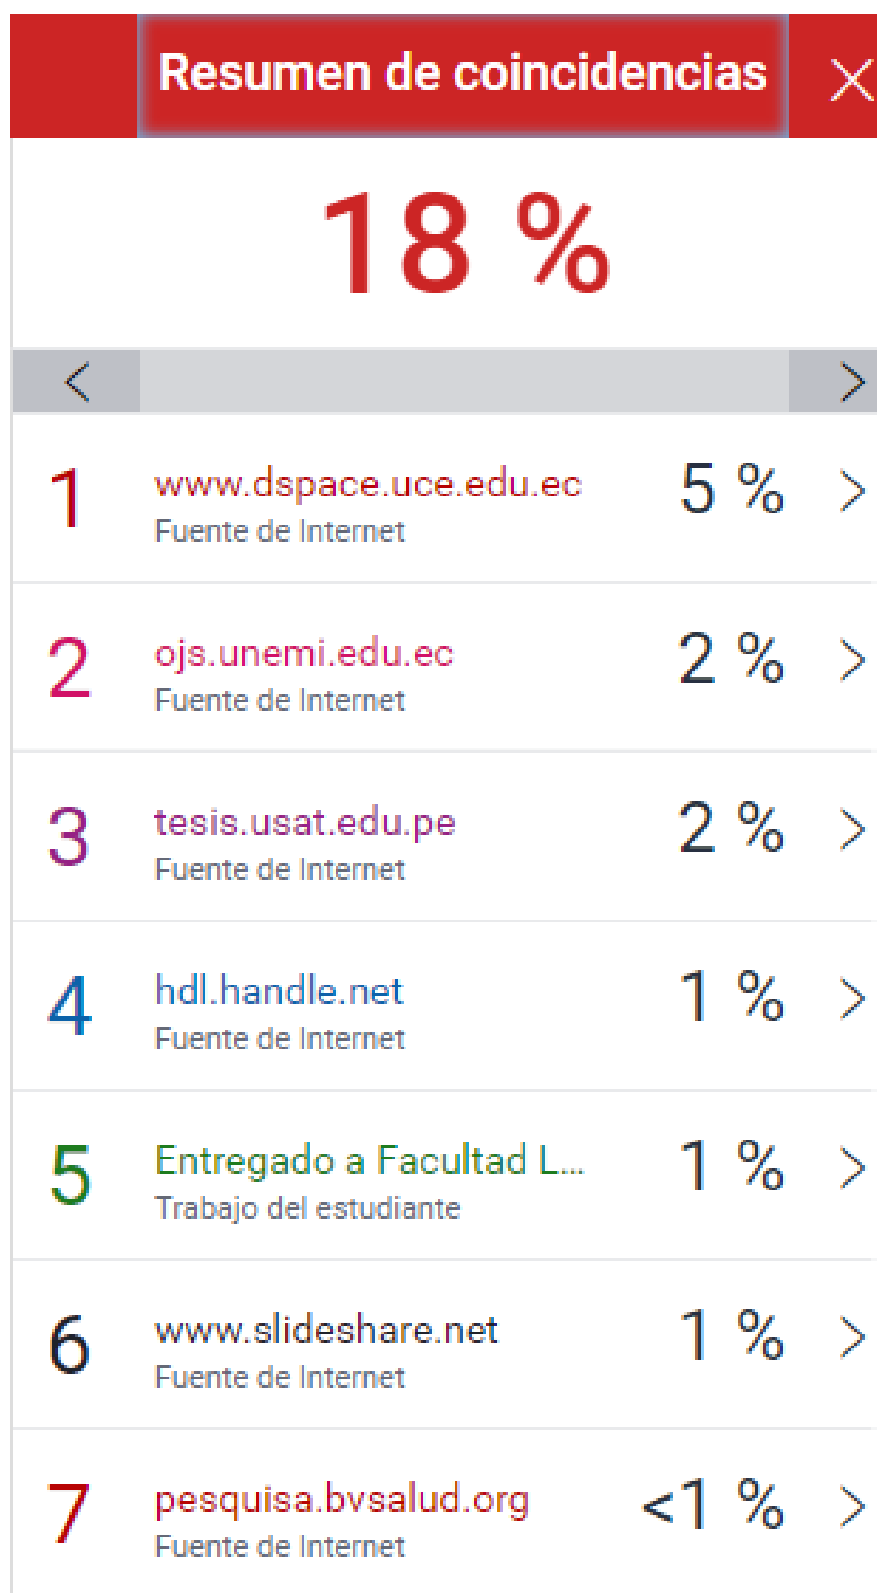 Resumen de coincidencias
18 %
1 www.dspace.uce.edu.ec 5 %
Fuente de Internet
2 ojs.unemi.edu.ec 2 %
Fuente de Internet
3 tesis.usat.edu.pe 2 %
Fuente de Internet
4 hdl.handle.net 1 %
Fuente de Internet
5 Entregado a Facultad L... 1 %
Trabajo del estudiante
6 www.slideshare.net 1 %
Fuente de Internet
7 pesquisa.bvsalud.org <1 %
Fuente de Internet